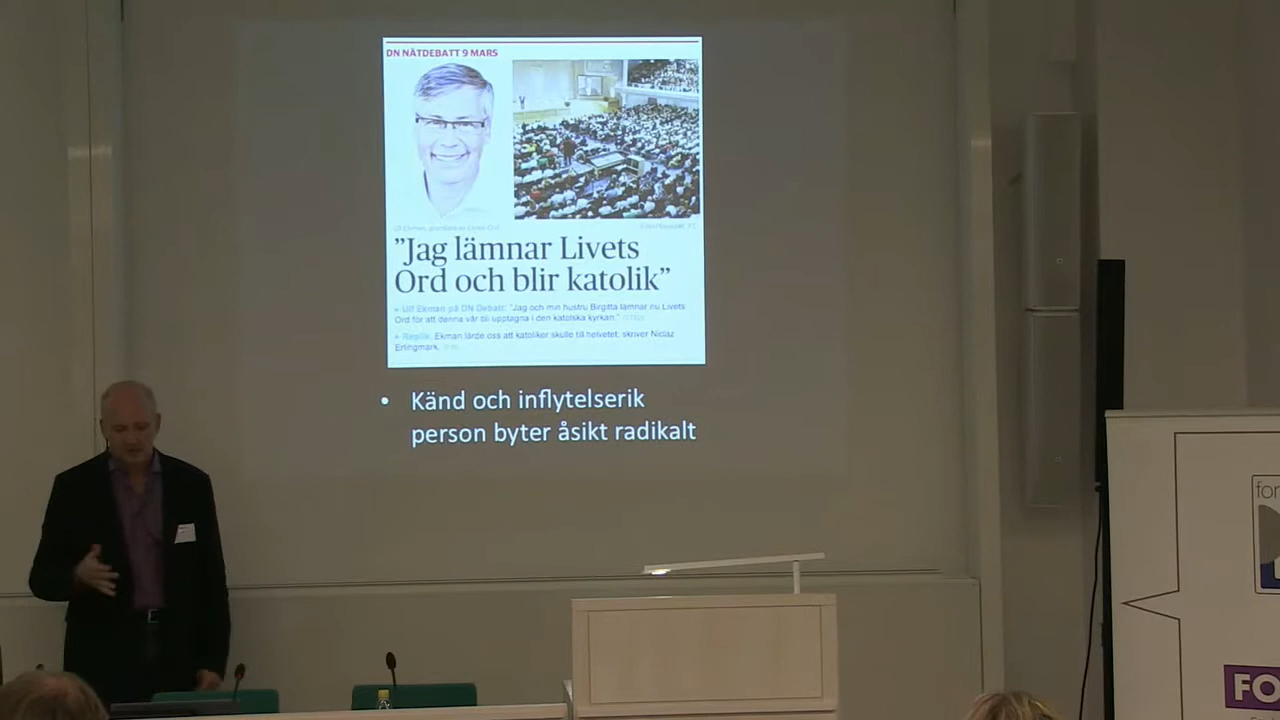 DN NÄTDEBATT 9 MARS
”Jag lämnar Livets
Ord och blir katolik”
Ulf Ekman på DN Debatt: ”Jag och min hustru Birgitta lämnar nu Livets
Ord för att denna vår bli upptagna i den katolska kyrkan.”
Replik: Ekman lärde oss att katoliker skulle till helvetet, skriver Niclaz
Erlingmark.
• Känd och inflytelserik
person byter åsikt radikalt
for
FO